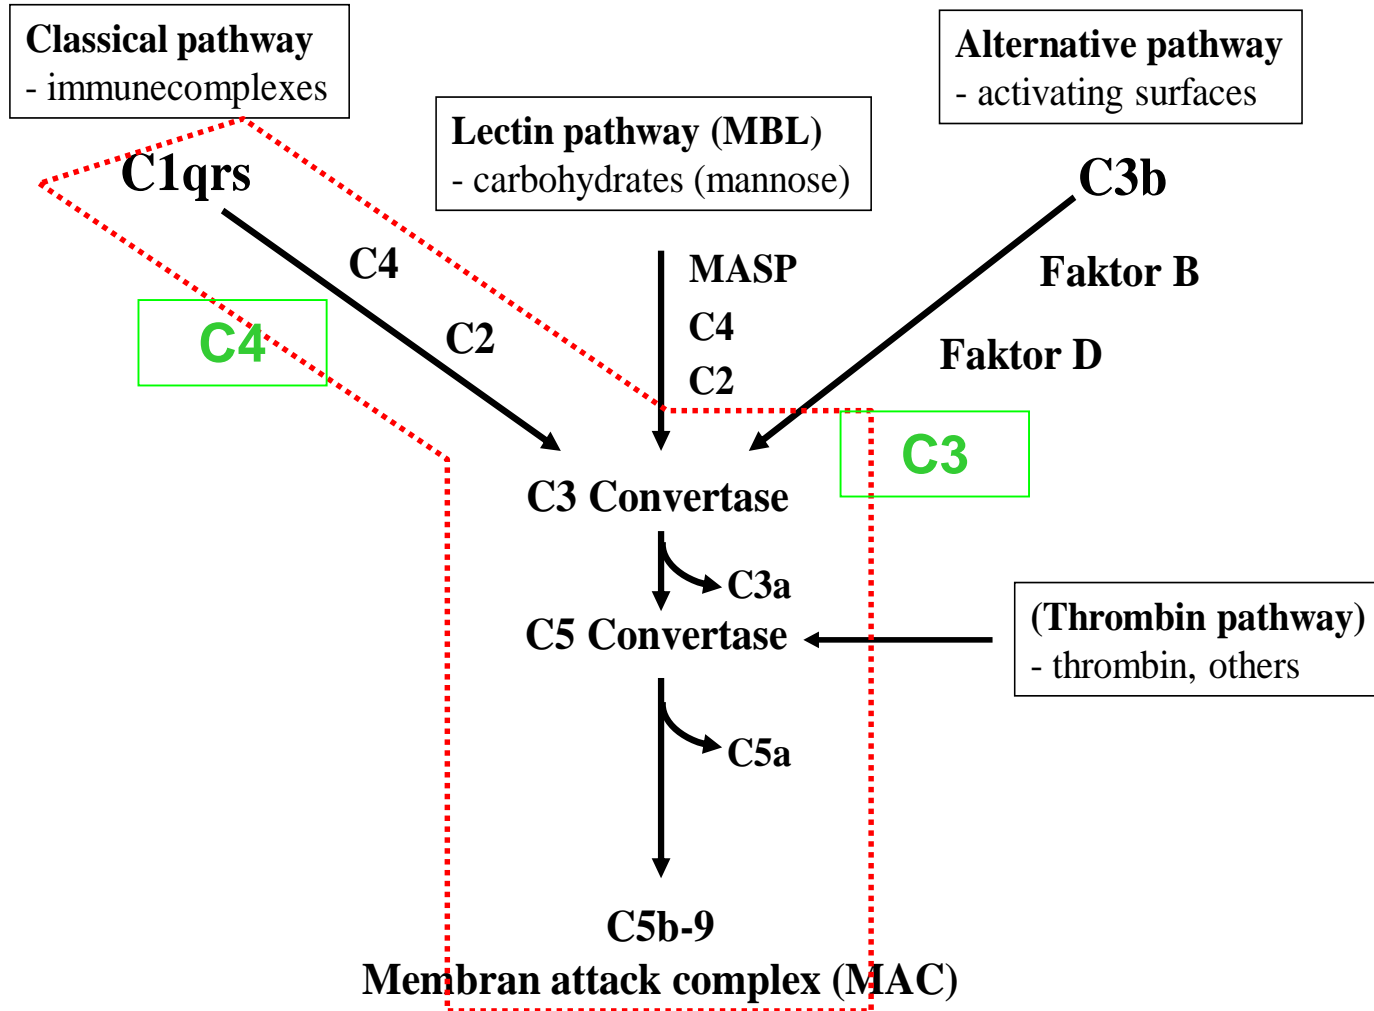 Classical pathway
- immunecomplexes
Alternative pathway
- activating surfaces
Lectin pathway (MBL)
- carbohydrates (mannose)
C1qrs
C3b
C4
MASP
Faktor B
C4
C2
C4
Faktor D
C2
C3
C3 Convertase
C3a
C5 Convertase
(Thrombin pathway)
- thrombin, others
C5a
C5b-9
Membran attack complex (MAC)